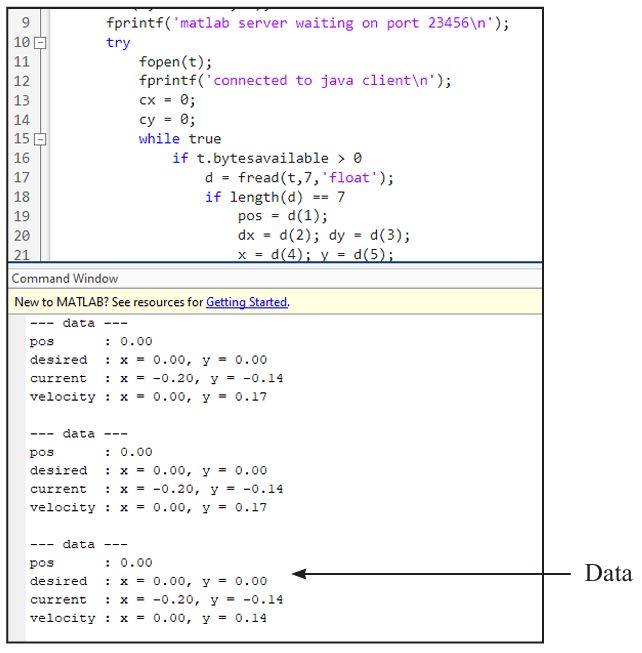 9 fprintf('matlab server waiting on port 23456\n');
10 try
11 fopen(t);
12 fprintf('connected to java client\n');
13 cx = 0;
14 cy = 0;
15 while true
16 if t.bytesavailable > 0
17 d = fread(t,7,'float');
18 if length(d) == 7
19 pos = d(1);
20 dx = d(2); dy = d(3);
21 x = d(4); y = d(5);
Command Window
New to MATLAB? See resources for Getting Started.
--- data ---
pos : 0.00
desired : x = 0.00, y = 0.00
current : x = -0.20, y = -0.14
velocity : x = 0.00, y = 0.17
--- data ---
pos : 0.00
desired : x = 0.00, y = 0.00
current : x = -0.20, y = -0.14
velocity : x = 0.00, y = 0.17
--- data ---
pos : 0.00
desired : x = 0.00, y = 0.00
current : x = -0.20, y = -0.14
velocity : x = 0.00, y = 0.14
Data